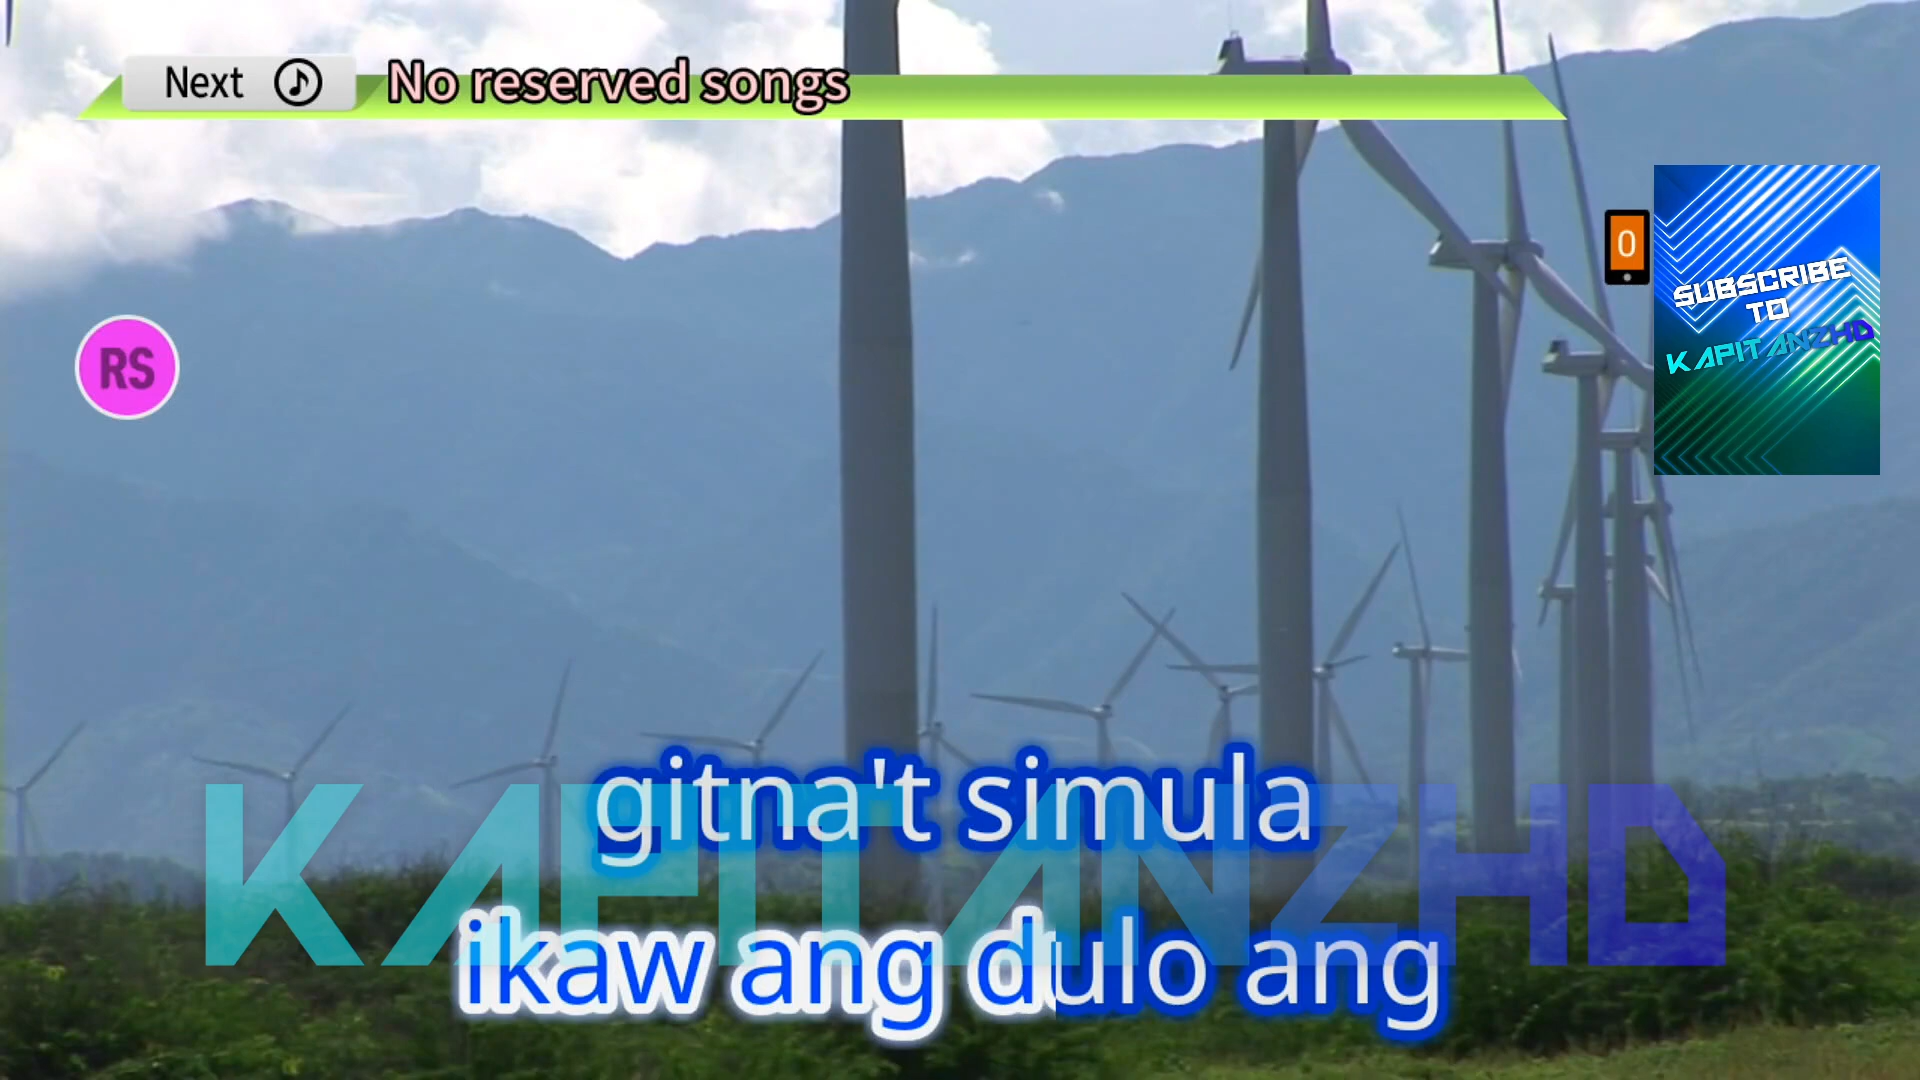 Next No reserved songs
0
SUBSCRIBE
TO
KAPITANZHD
RS
gitna't simula
KAPITANZHD
ikaw ang dulo ang